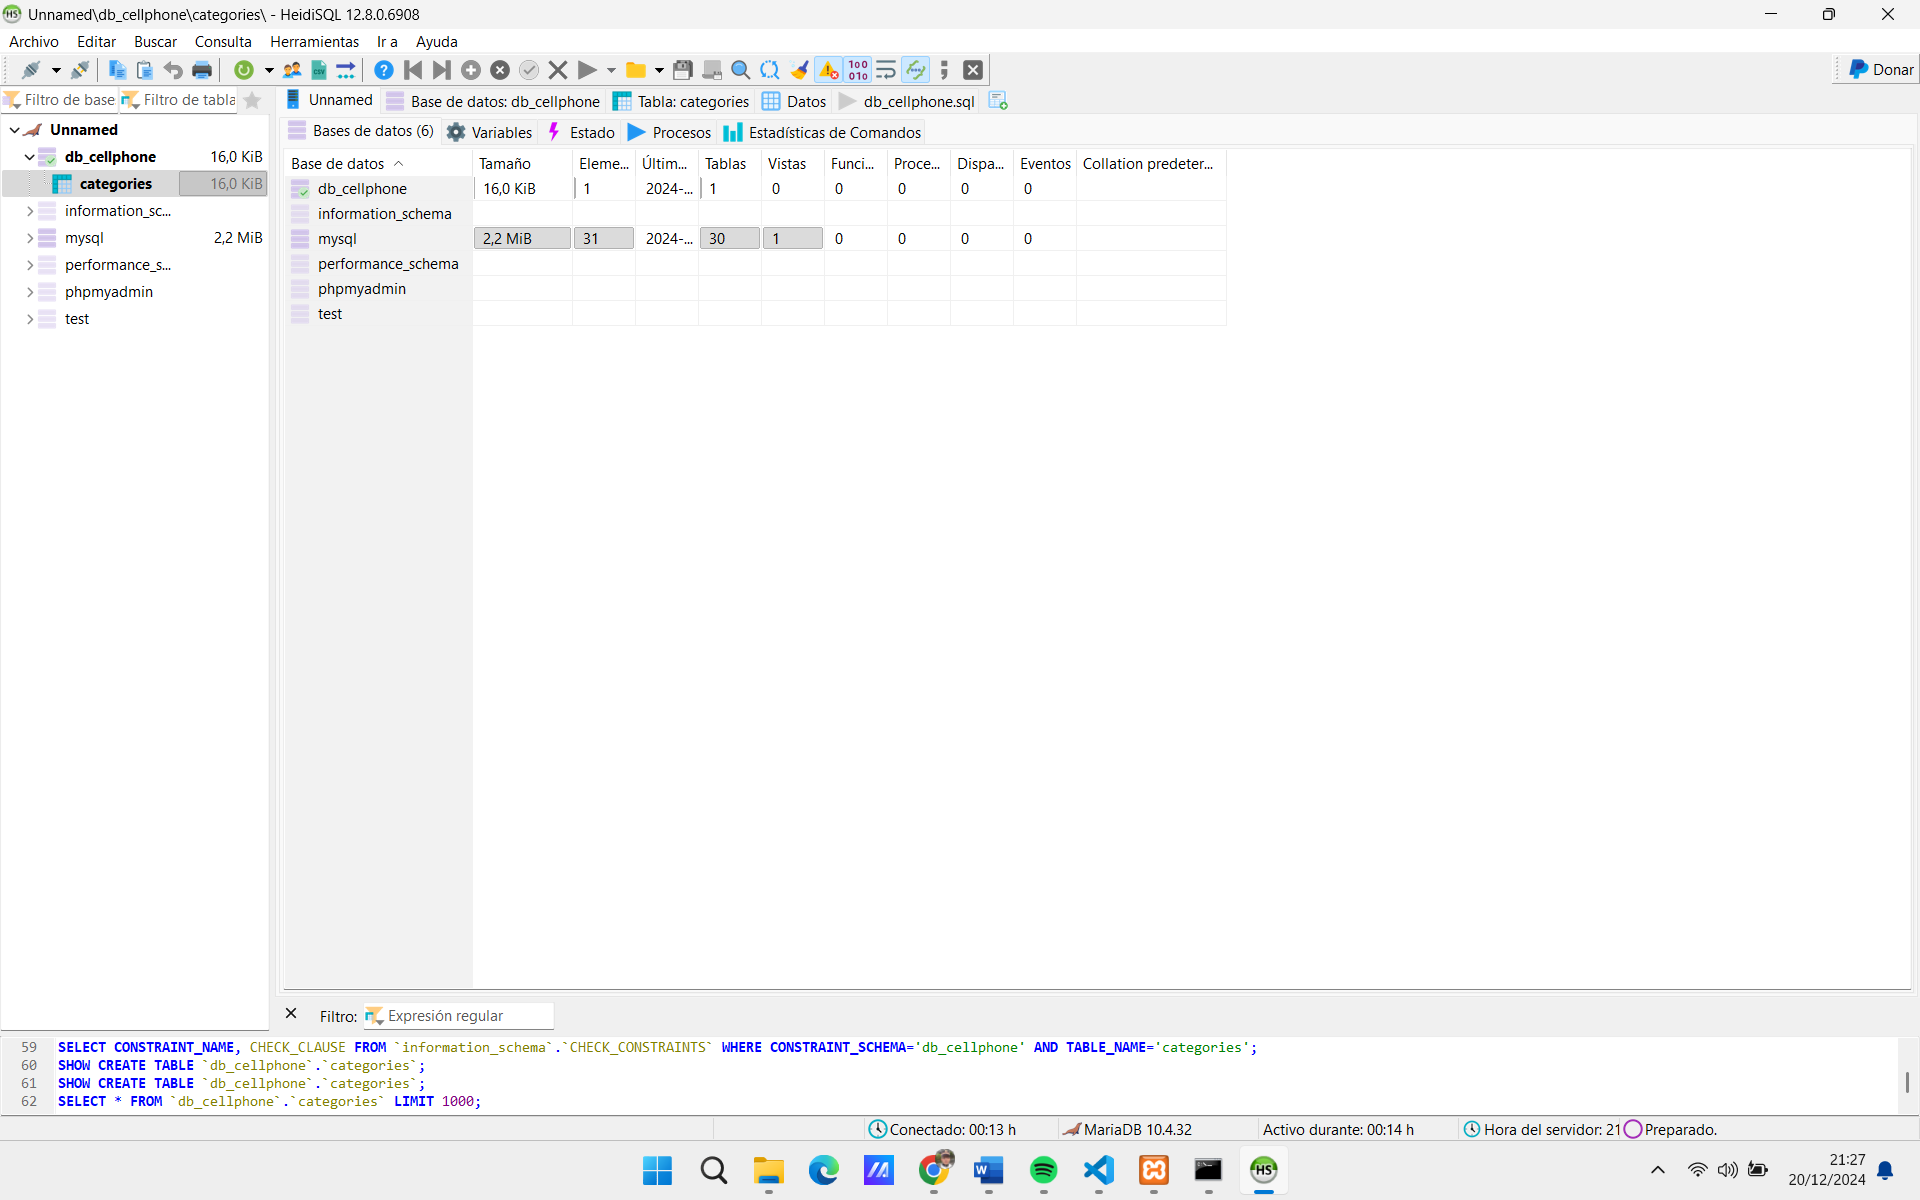 Unnamed\db_cellphone\categories\ - HeidiSQL 12.8.0.6908
Archivo Editar Buscar Consulta Herramientas Ir a Ayuda
Donar
Filtro de base Filtro de tabla
Unnamed Base de datos: db_cellphone Tabla: categories Datos db_cellphone.sql
Bases de datos (6) Variables Estado Procesos Estadísticas de Comandos
Unnamed
db_cellphone 16,0 KiB
categories 16,0 KiB
information_sc...
mysql 2,2 MiB
performance_s...
phpmyadmin
test
Base de datos Tamaño Eleme... Últim... Tablas Vistas Funci... Proce... Dispa... Eventos Collation predeter...
db_cellphone 16,0 KiB 1 2024-... 1 0 0 0 0 0
information_schema
mysql 2,2 MiB 31 2024-... 30 1 0 0 0 0
performance_schema
phpmyadmin
test
Filtro: Expresión regular
59 SELECT CONSTRAINT_NAME, CHECK_CLAUSE FROM `information_schema`.`CHECK_CONSTRAINTS` WHERE CONSTRAINT_SCHEMA='db_cellphone' AND TABLE_NAME='categories';
60 SHOW CREATE TABLE `db_cellphone`.`categories`;
61 SHOW CREATE TABLE `db_cellphone`.`categories`;
62 SELECT * FROM `db_cellphone`.`categories` LIMIT 1000;
Conectado: 00:13 h MariaDB 10.4.32 Activo durante: 00:14 h Hora del servidor: 21 Preparado.
21:27
20/12/2024